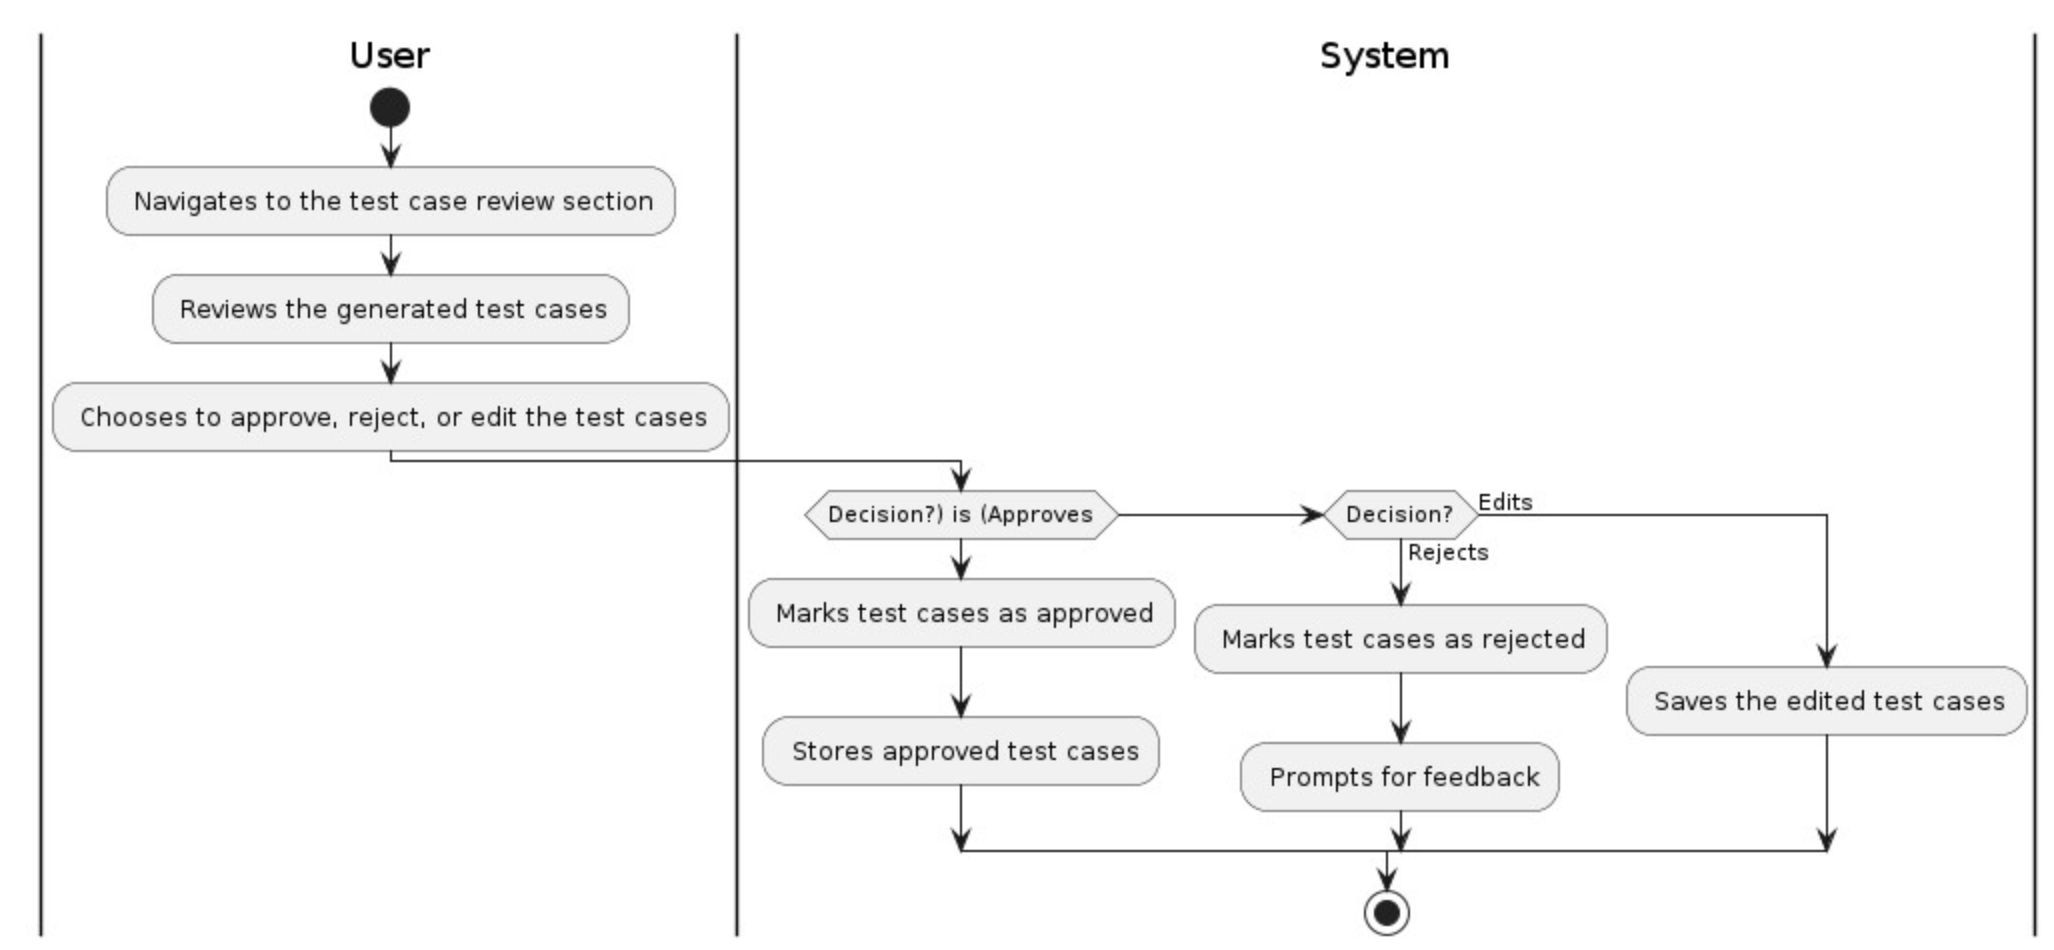 User
System
Navigates to the test case review section
Reviews the generated test cases
Chooses to approve, reject, or edit the test cases
Decision?) is (Approves
Decision?
Edits
Rejects
Marks test cases as approved
Marks test cases as rejected
Saves the edited test cases
Stores approved test cases
Prompts for feedback